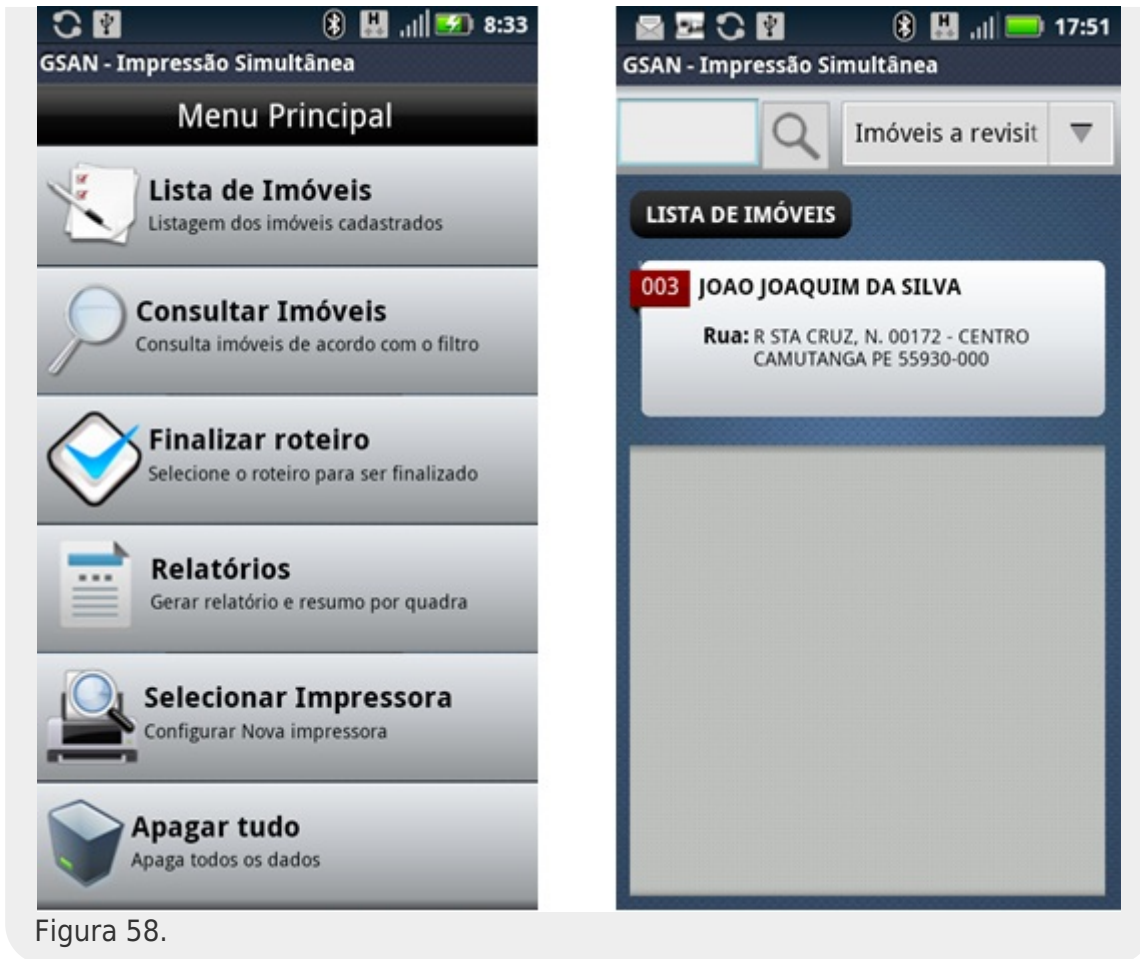 8:33
GSAN - Impressão Simultânea
Menu Principal
Lista de Imóveis
Listagem dos imóveis cadastrados
Consultar Imóveis
Consulta imóveis de acordo com o filtro
Finalizar roteiro
Selecione o roteiro para ser finalizado
Relatórios
Gerar relatório e resumo por quadra
Selecionar Impressora
Configurar Nova impressora
Apagar tudo
Apaga todos os dados
17:51
GSAN - Impressão Simultânea
Imóveis a revisit
LISTA DE IMÓVEIS
003 JOAO JOAQUIM DA SILVA
Rua: R STA CRUZ, N. 00172 - CENTRO
CAMUTANGA PE 55930-000
Figura 58.